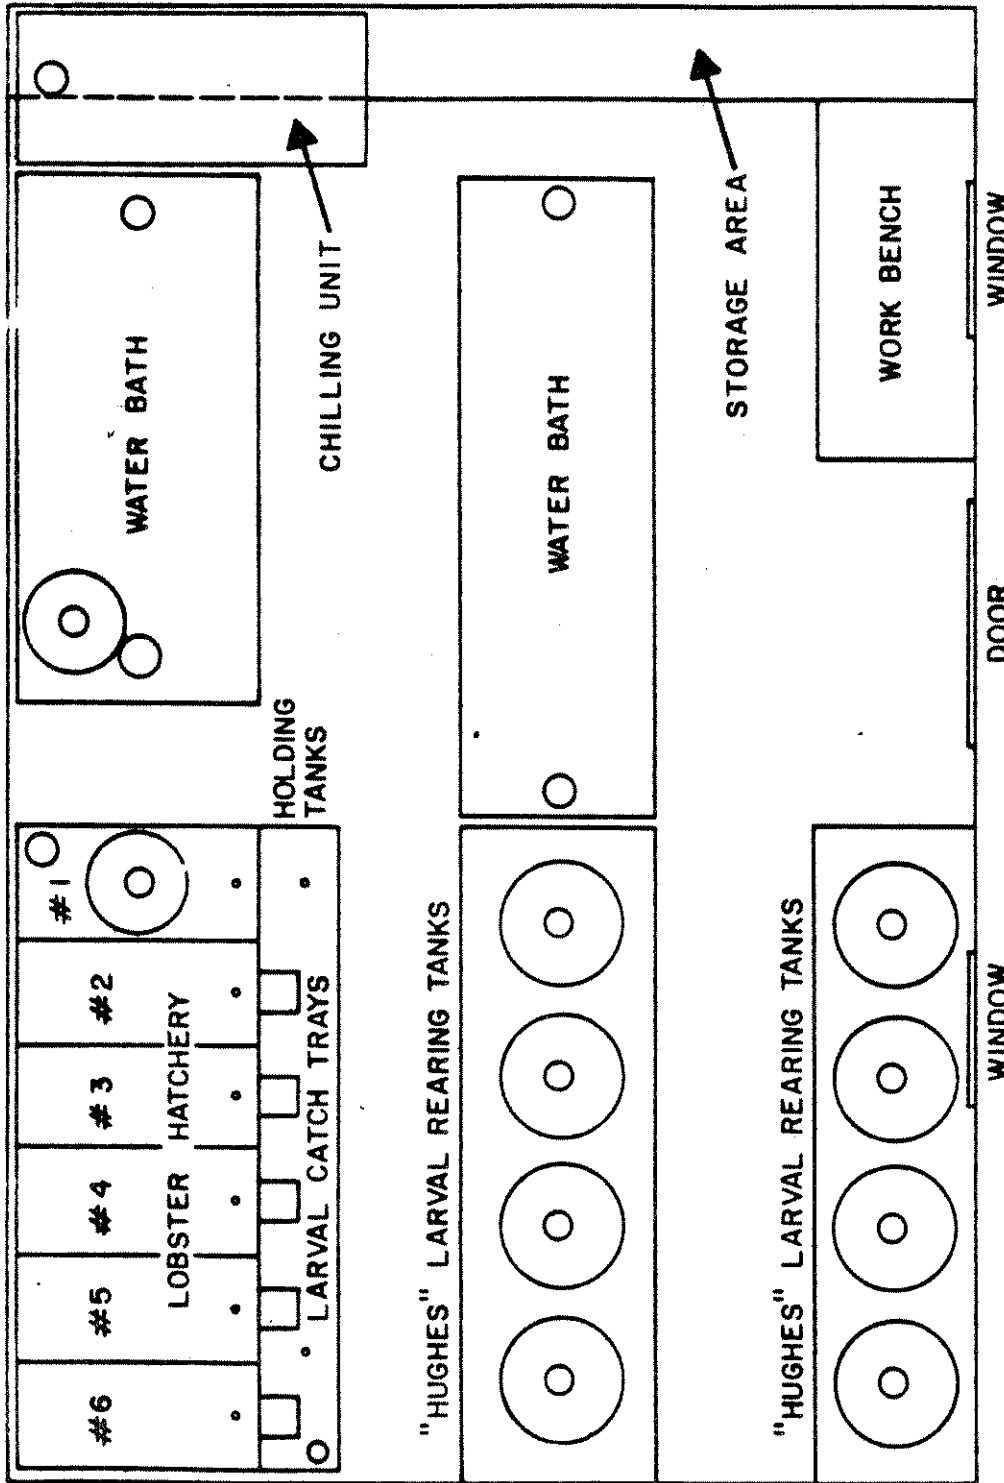 #6
#5
#4
#3
#2
#1
LOBSTER HATCHERY
LARVAL CATCH TRAYS
HOLDING
TANKS
WATER BATH
CHILLING UNIT
"HUGHES" LARVAL REARING TANKS
WATER BATH
STORAGE AREA
"HUGHES" LARVAL REARING TANKS
WORK BENCH
WINDOW
DOOR
WINDOW